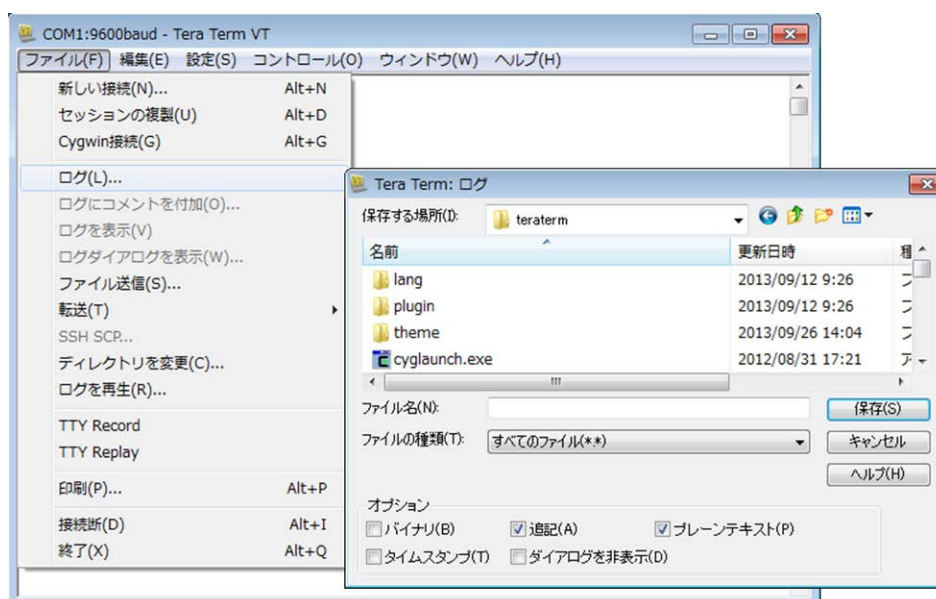 COM1:9600baud - Tera Term VT
ファイル(F) 編集(E) 設定(S) コントロール(O) ウィンドウ(W) ヘルプ(H)
新しい接続(N)... Alt+N
セッションの複製(U) Alt+D
Cygwin接続(G) Alt+G
ログ(L)...
ログにコメントを付加(O)...
ログを表示(V)
ログダイアログを表示(W)...
ファイル送信(S)...
転送(T)
SSH SCP...
ディレクトリを変更(C)...
ログを再生(R)...
TTY Record
TTY Replay
印刷(P)... Alt+P
接続断(D) Alt+I
終了(X) Alt+Q
Tera Term: ログ
保存する場所(I): teraterm
名前 更新日時 種
lang 2013/09/12 9:26 フ
plugin 2013/09/12 9:26 フ
theme 2013/09/26 14:04 フ
cyglaunch.exe 2012/08/31 17:21 ア
ファイル名(N): 保存(S)
ファイルの種類(T): すべてのファイル(*.*) キャンセル
ヘルプ(H)
オプション
バイナリ(B) 追記(A) プレーンテキスト(P)
タイムスタンプ(T) ダイアログを非表示(D)